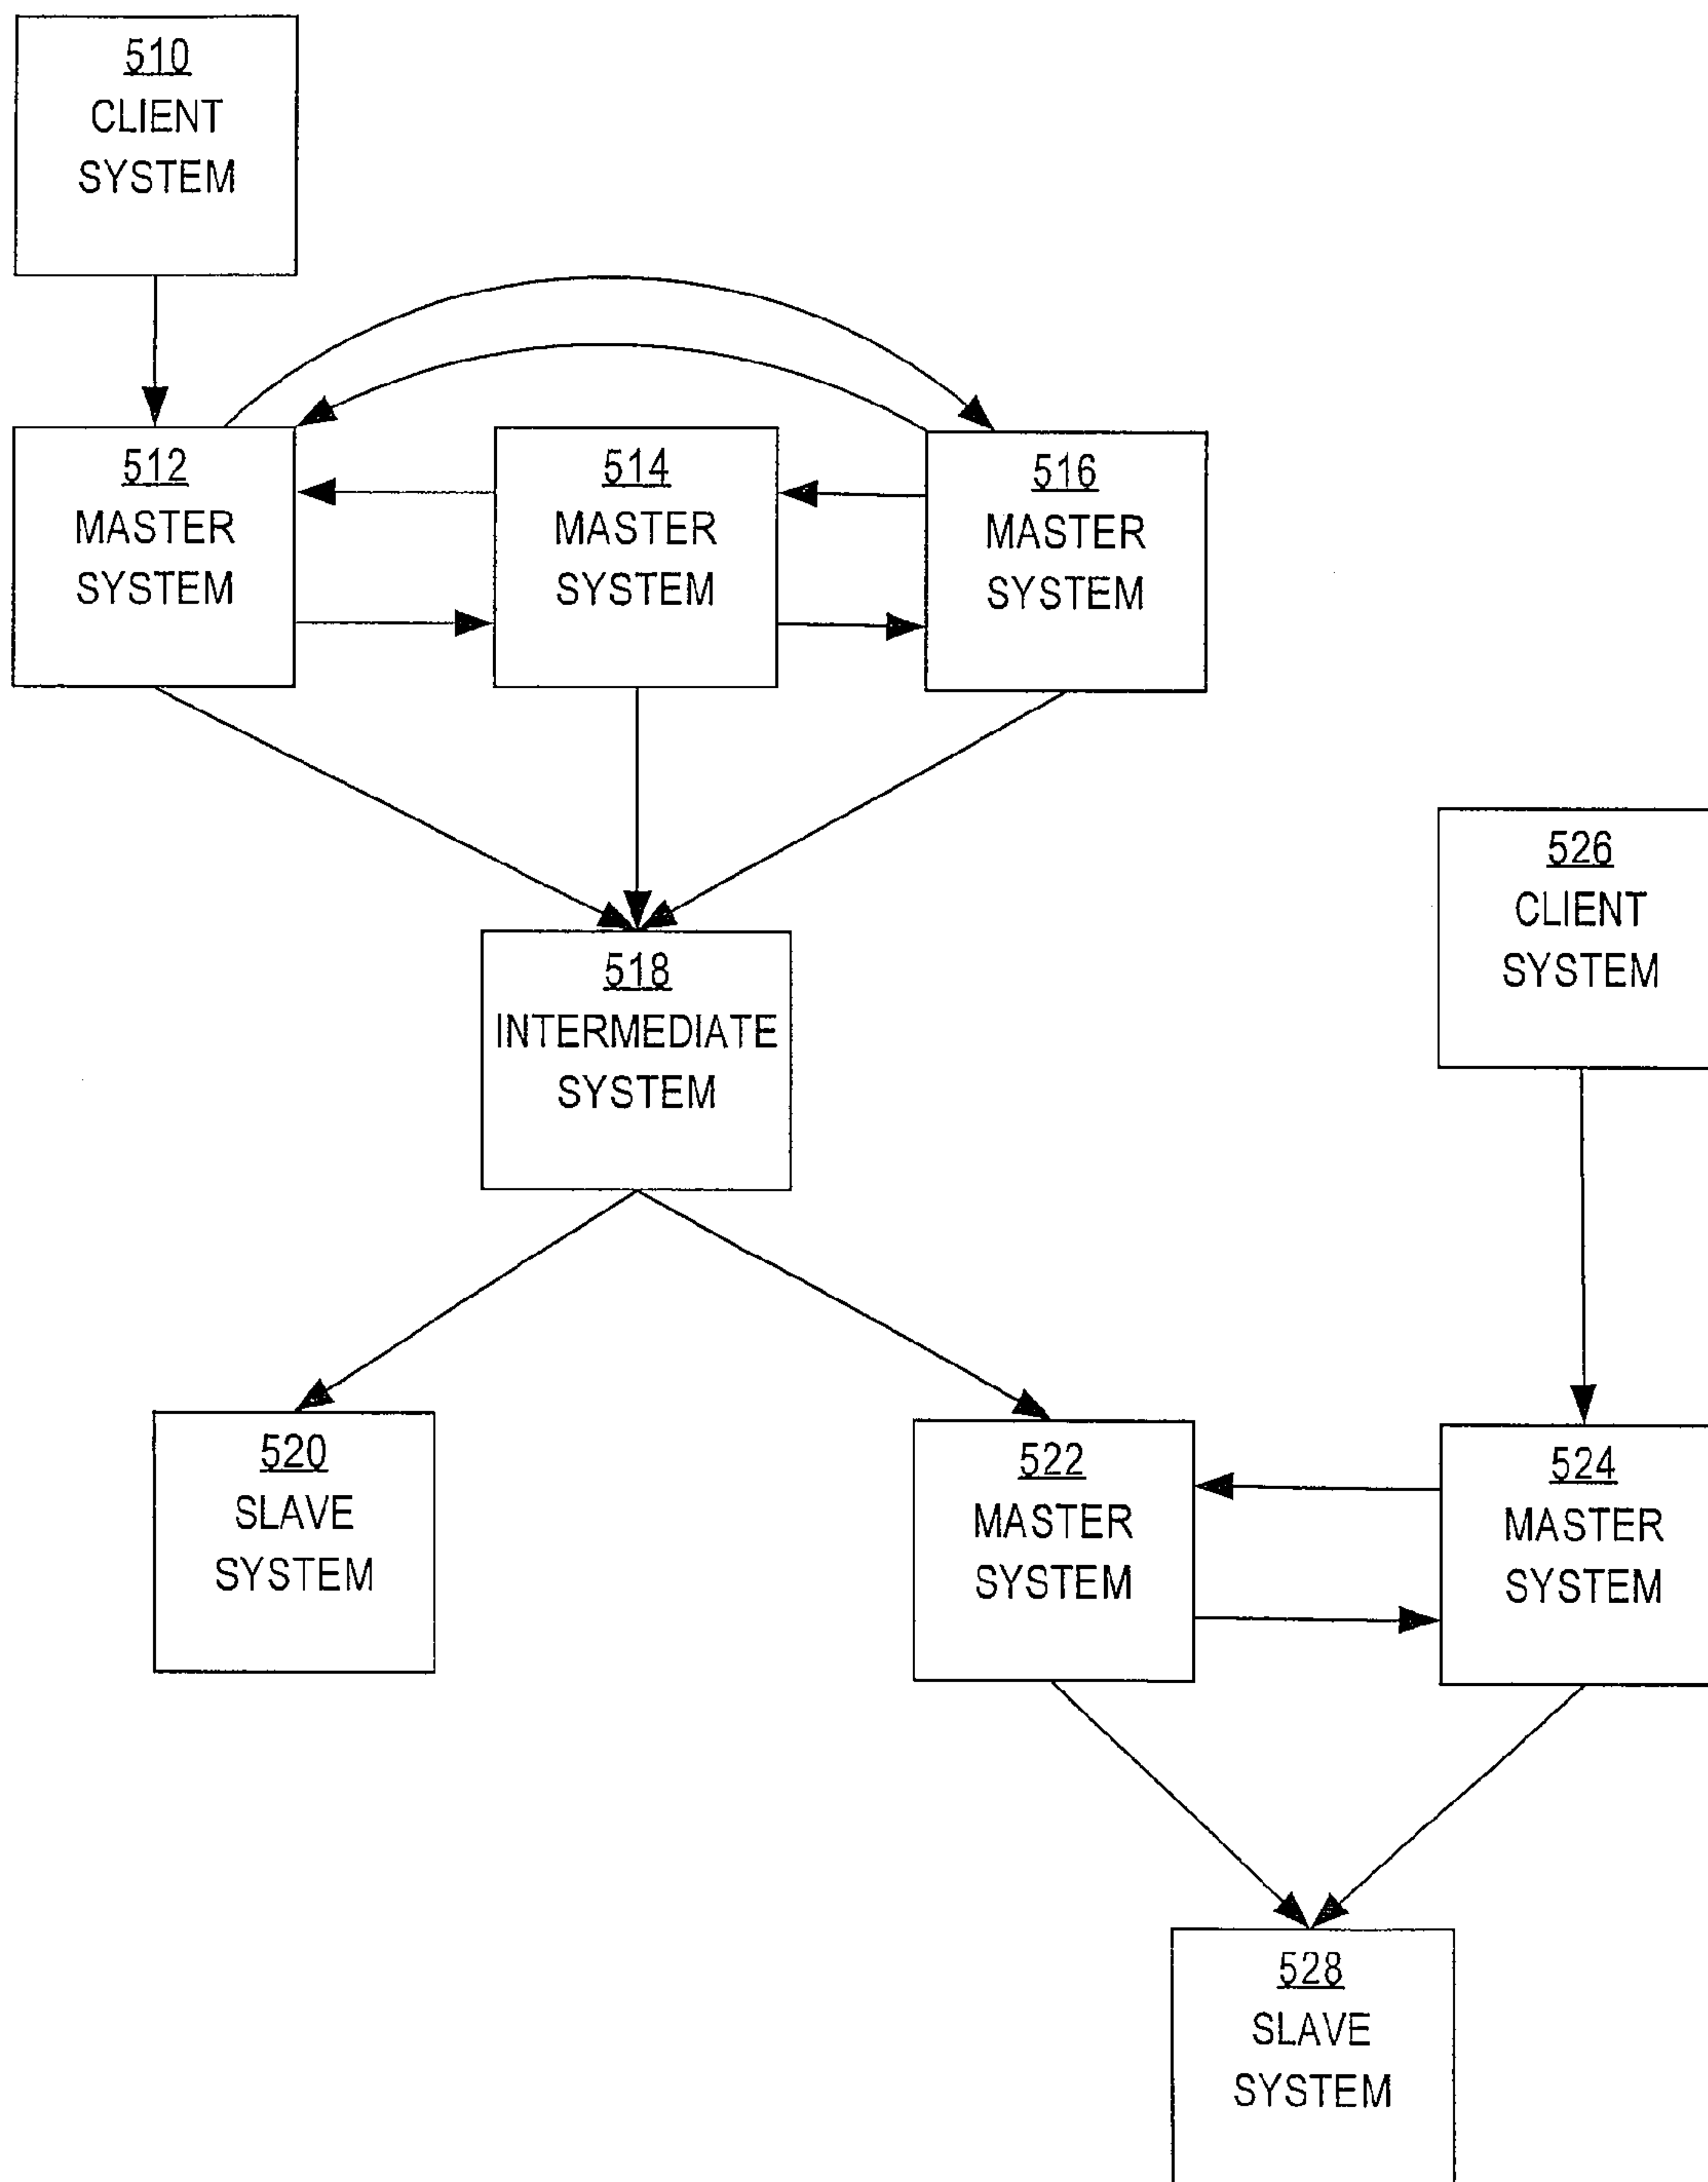 510
CLIENT
SYSTEM
512
MASTER
SYSTEM
514
MASTER
SYSTEM
516
MASTER
SYSTEM
518
INTERMEDIATE
SYSTEM
526
CLIENT
SYSTEM
520
SLAVE
SYSTEM
522
MASTER
SYSTEM
524
MASTER
SYSTEM
528
SLAVE
SYSTEM